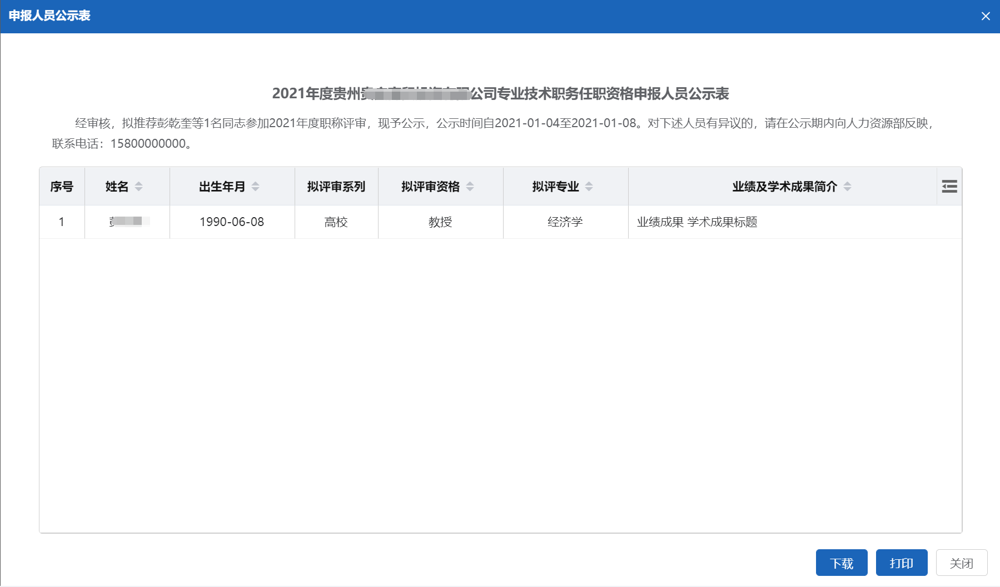 申报人员公示表
2021年度贵州公司专业技术职务任职资格申报人员公示表
经审核，拟推荐彭乾奎等1名同志参加2021年度职称评审，现予公示，公示时间自2021-01-04至2021-01-08。对下述人员有异议的，请在公示期内向人力资源部反映，
联系电话：15800000000。
序号 姓名 出生年月 拟评审系列 拟评审资格 拟评专业 业绩及学术成果简介
1 1990-06-08 高校 教授 经济学 业绩成果 学术成果标题
下载 打印 关闭